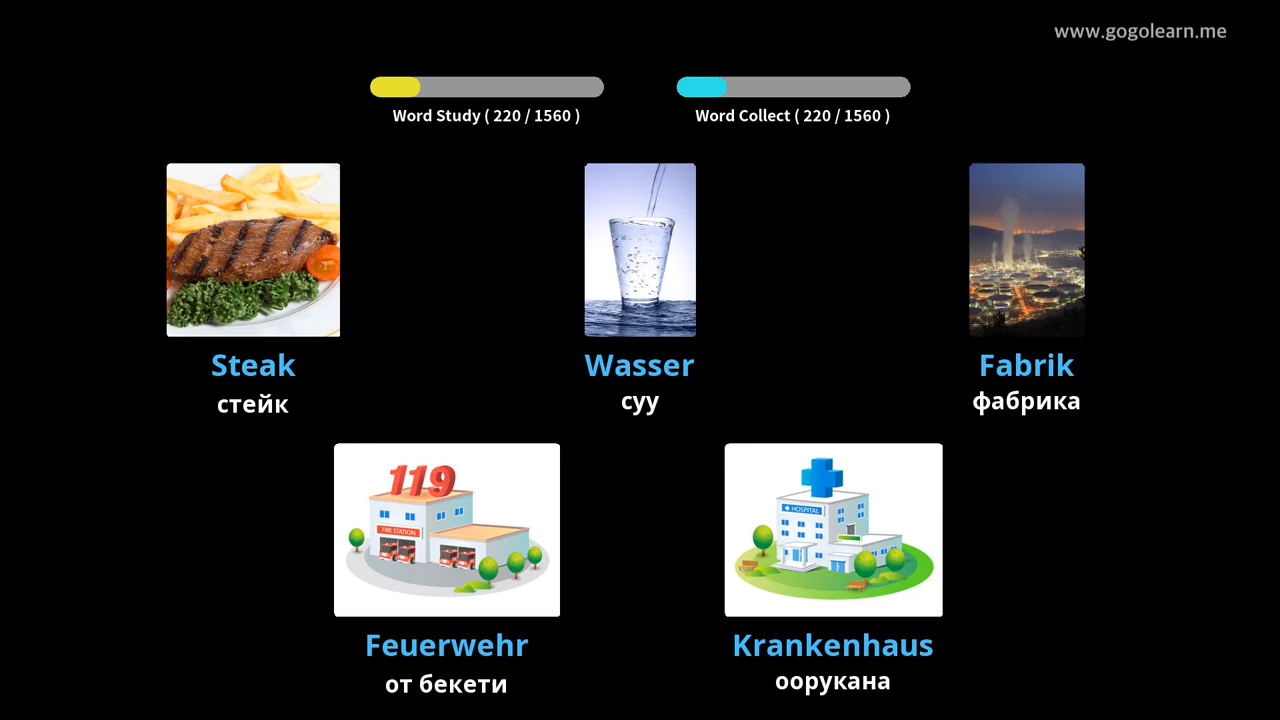 www.gogolearn.me
Word Study ( 220 / 1560 )
Word Collect ( 220 / 1560 )
Steak
стейк
Wasser
суу
Fabrik
фабрика
119
FIRE STATION
Feuerwehr
от бекети
HOSPITAL
Krankenhaus
оорукана